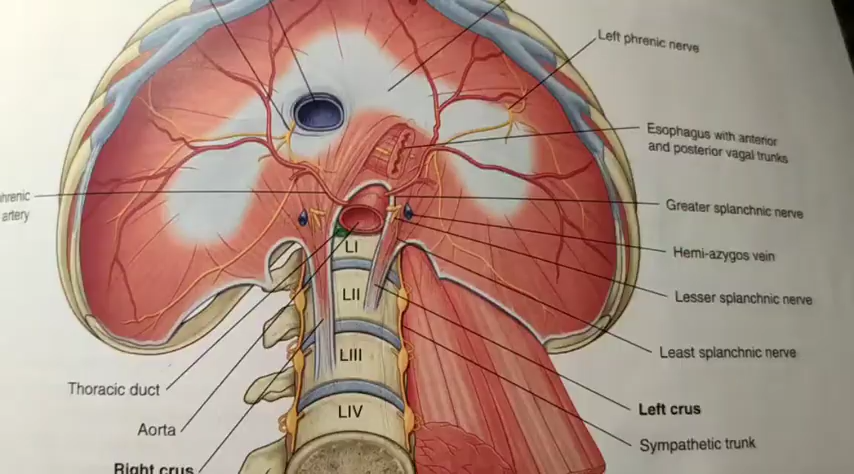 Left phrenic nerve
Esophagus with anterior
and posterior vagal trunks
phrenic
artery
Greater splanchnic nerve
Hemi-azygos vein
Lesser splanchnic nerve
Least splanchnic nerve
Left crus
Sympathetic trunk
LI
LII
LIII
LIV
Thoracic duct
Aorta
Right crus